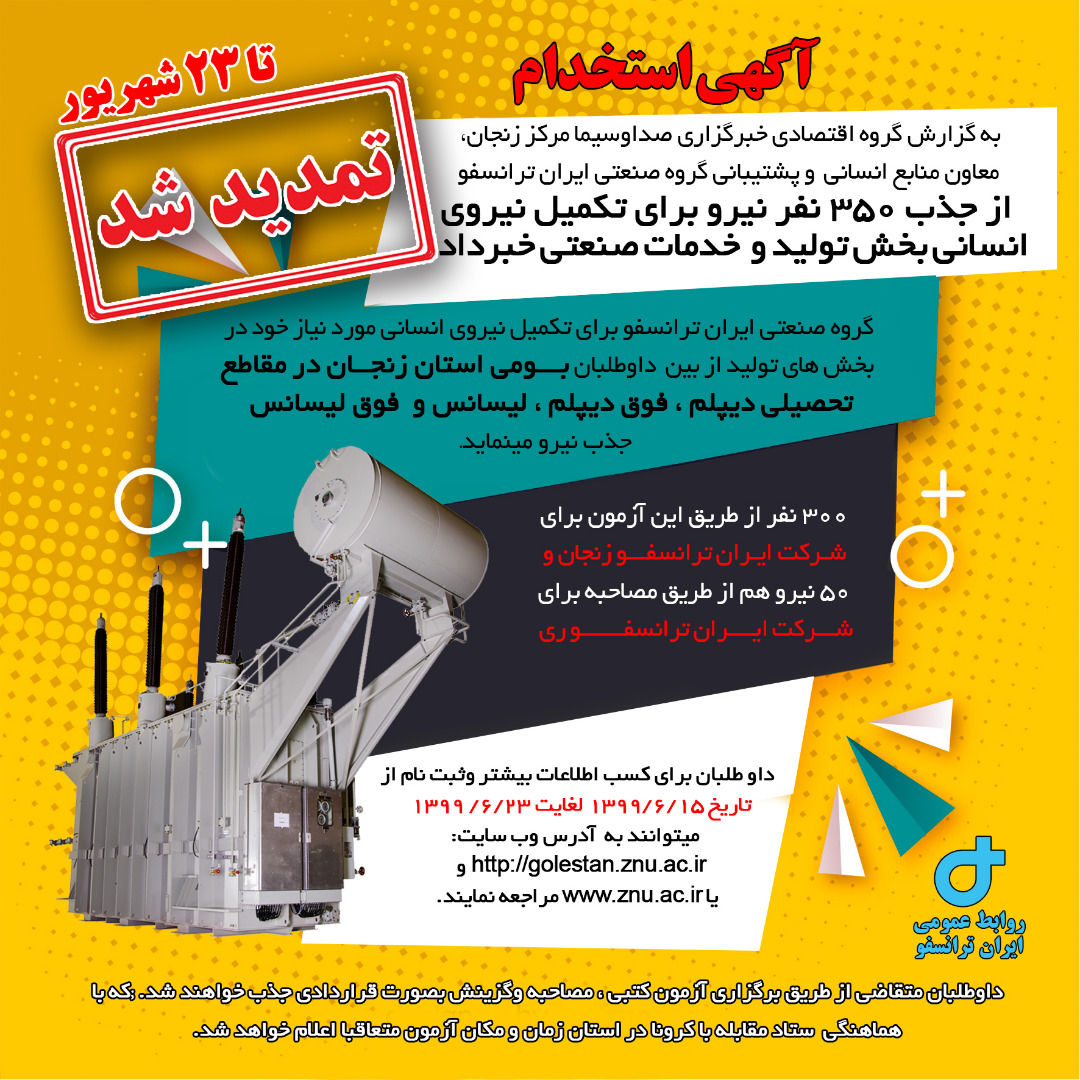 آگهی استخدام
تا ۲۳ شهریور
تمدید شد
به گزارش گروه اقتصادی خبرگزاری صداوسیما مرکز زنجان،
معاون منابع انسانی و پشتیبانی گروه صنعتی ایران ترانسفو
از جذب ۳۵۰ نفر نیرو برای تکمیل نیروی
انسانی بخش تولید و خدمات صنعتی خبرداد
گروه صنعتی ایران ترانسفو برای تکمیل نیروی انسانی مورد نیاز خود در
بخش های تولید از بین داوطلبان بـــومی استان زنجـــان در مقاطع
تحصیلی دیپلم ، فوق دیپلم ، لیسانس و فوق لیسانس
جذب نیرو مینماید.
۳۰۰ نفر از طریق این آزمون برای
شرکت ایران ترانسفـــو زنجان و
۵۰ نیرو هم از طریق مصاحبه برای
شـــرکت ایـــران ترانسفـــــو ری
داو طلبان برای کسب اطلاعات بیشتر وثبت نام از
تاریخ ۱۳۹۹/۶/۱۵ لغایت ۱۳۹۹/۶/۲۳
میتوانند به آدرس وب سایت:
http://golestan.znu.ac.ir و
یا www.znu.ac.ir مراجعه نمایند.
روابط عمومی
ایران ترانسفو
داوطلبان متقاضی از طریق برگزاری آزمون کتبی ، مصاحبه وگزینش بصورت قراردادی جذب خواهند شد. ;که با
هماهنگی ستاد مقابله با کرونا در استان زمان و مکان آزمون متعاقبا اعلام خواهد شد.